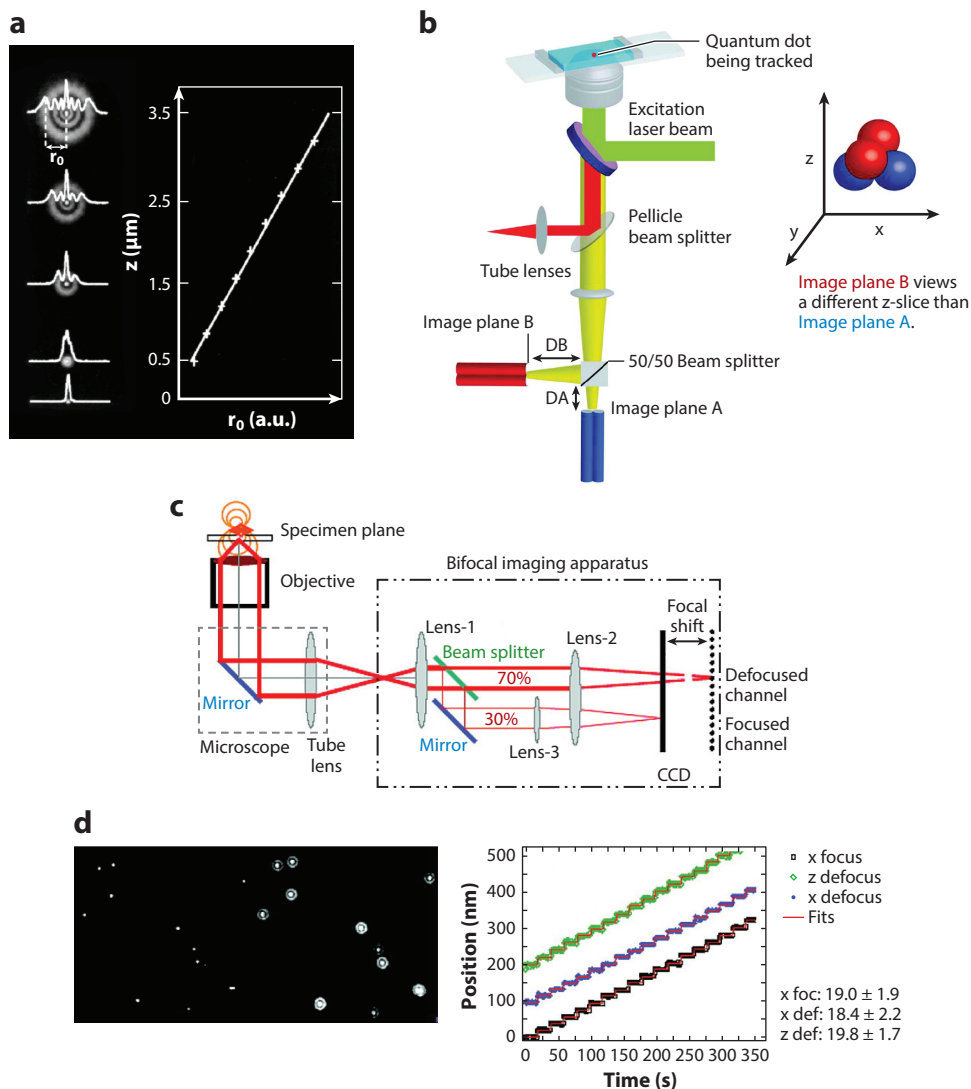 a
r0
z (µm)
3.5
0.5
0
r0 (a.u.)
b
Quantum dot
being tracked
Excitation
laser beam
Pellicle
beam splitter
Tube lenses
Image plane B
DB
50/50 Beam splitter
DA
Image plane A
z
y
x
Image plane B views
a different z-slice than
Image plane A.
c
Specimen plane
Objective
Bifocal imaging apparatus
Focal
shift
Lens-1
Lens-2
Beam splitter
70%
Defocused
channel
Mirror
30%
Focused
channel
Microscope
Tube
lens
Mirror
Lens-3
CCD
d
Position (nm)
500
400
300
200
100
0
0 50 100 150 200 250 300 350
Time (s)
x focus
z defocus
x defocus
Fits
x foc: 19.0 ± 1.9
x def: 18.4 ± 2.2
z def: 19.8 ± 1.7